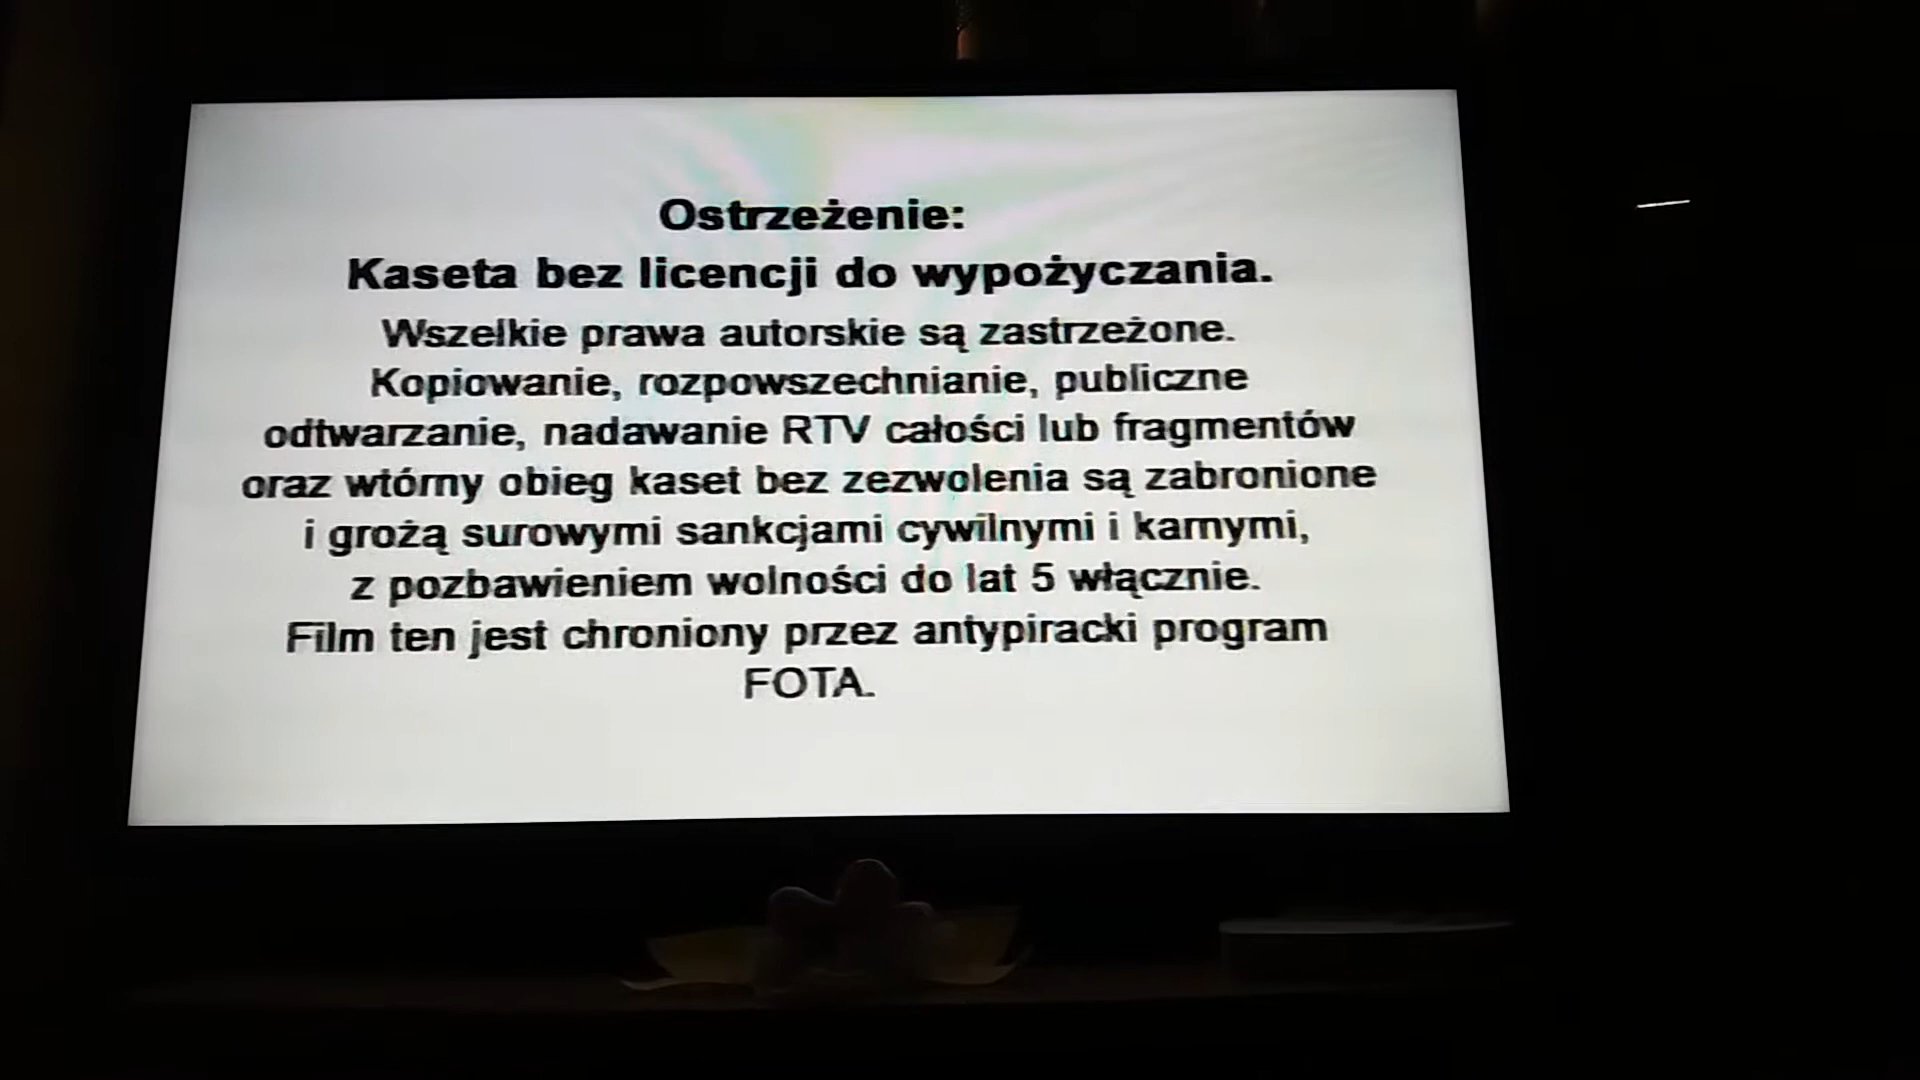 Ostrzeżenie:
Kaseta bez licencji do wypożyczania.
Wszelkie prawa autorskie są zastrzeżone.
Kopiowanie, rozpowszechnianie, publiczne
odtwarzanie, nadawanie RTV całości lub fragmentów
oraz wtórny obieg kaset bez zezwolenia są zabronione
i grożą surowymi sankcjami cywilnymi i karnymi,
z pozbawieniem wolności do lat 5 włącznie.
Film ten jest chroniony przez antypiracki program
FOTA.